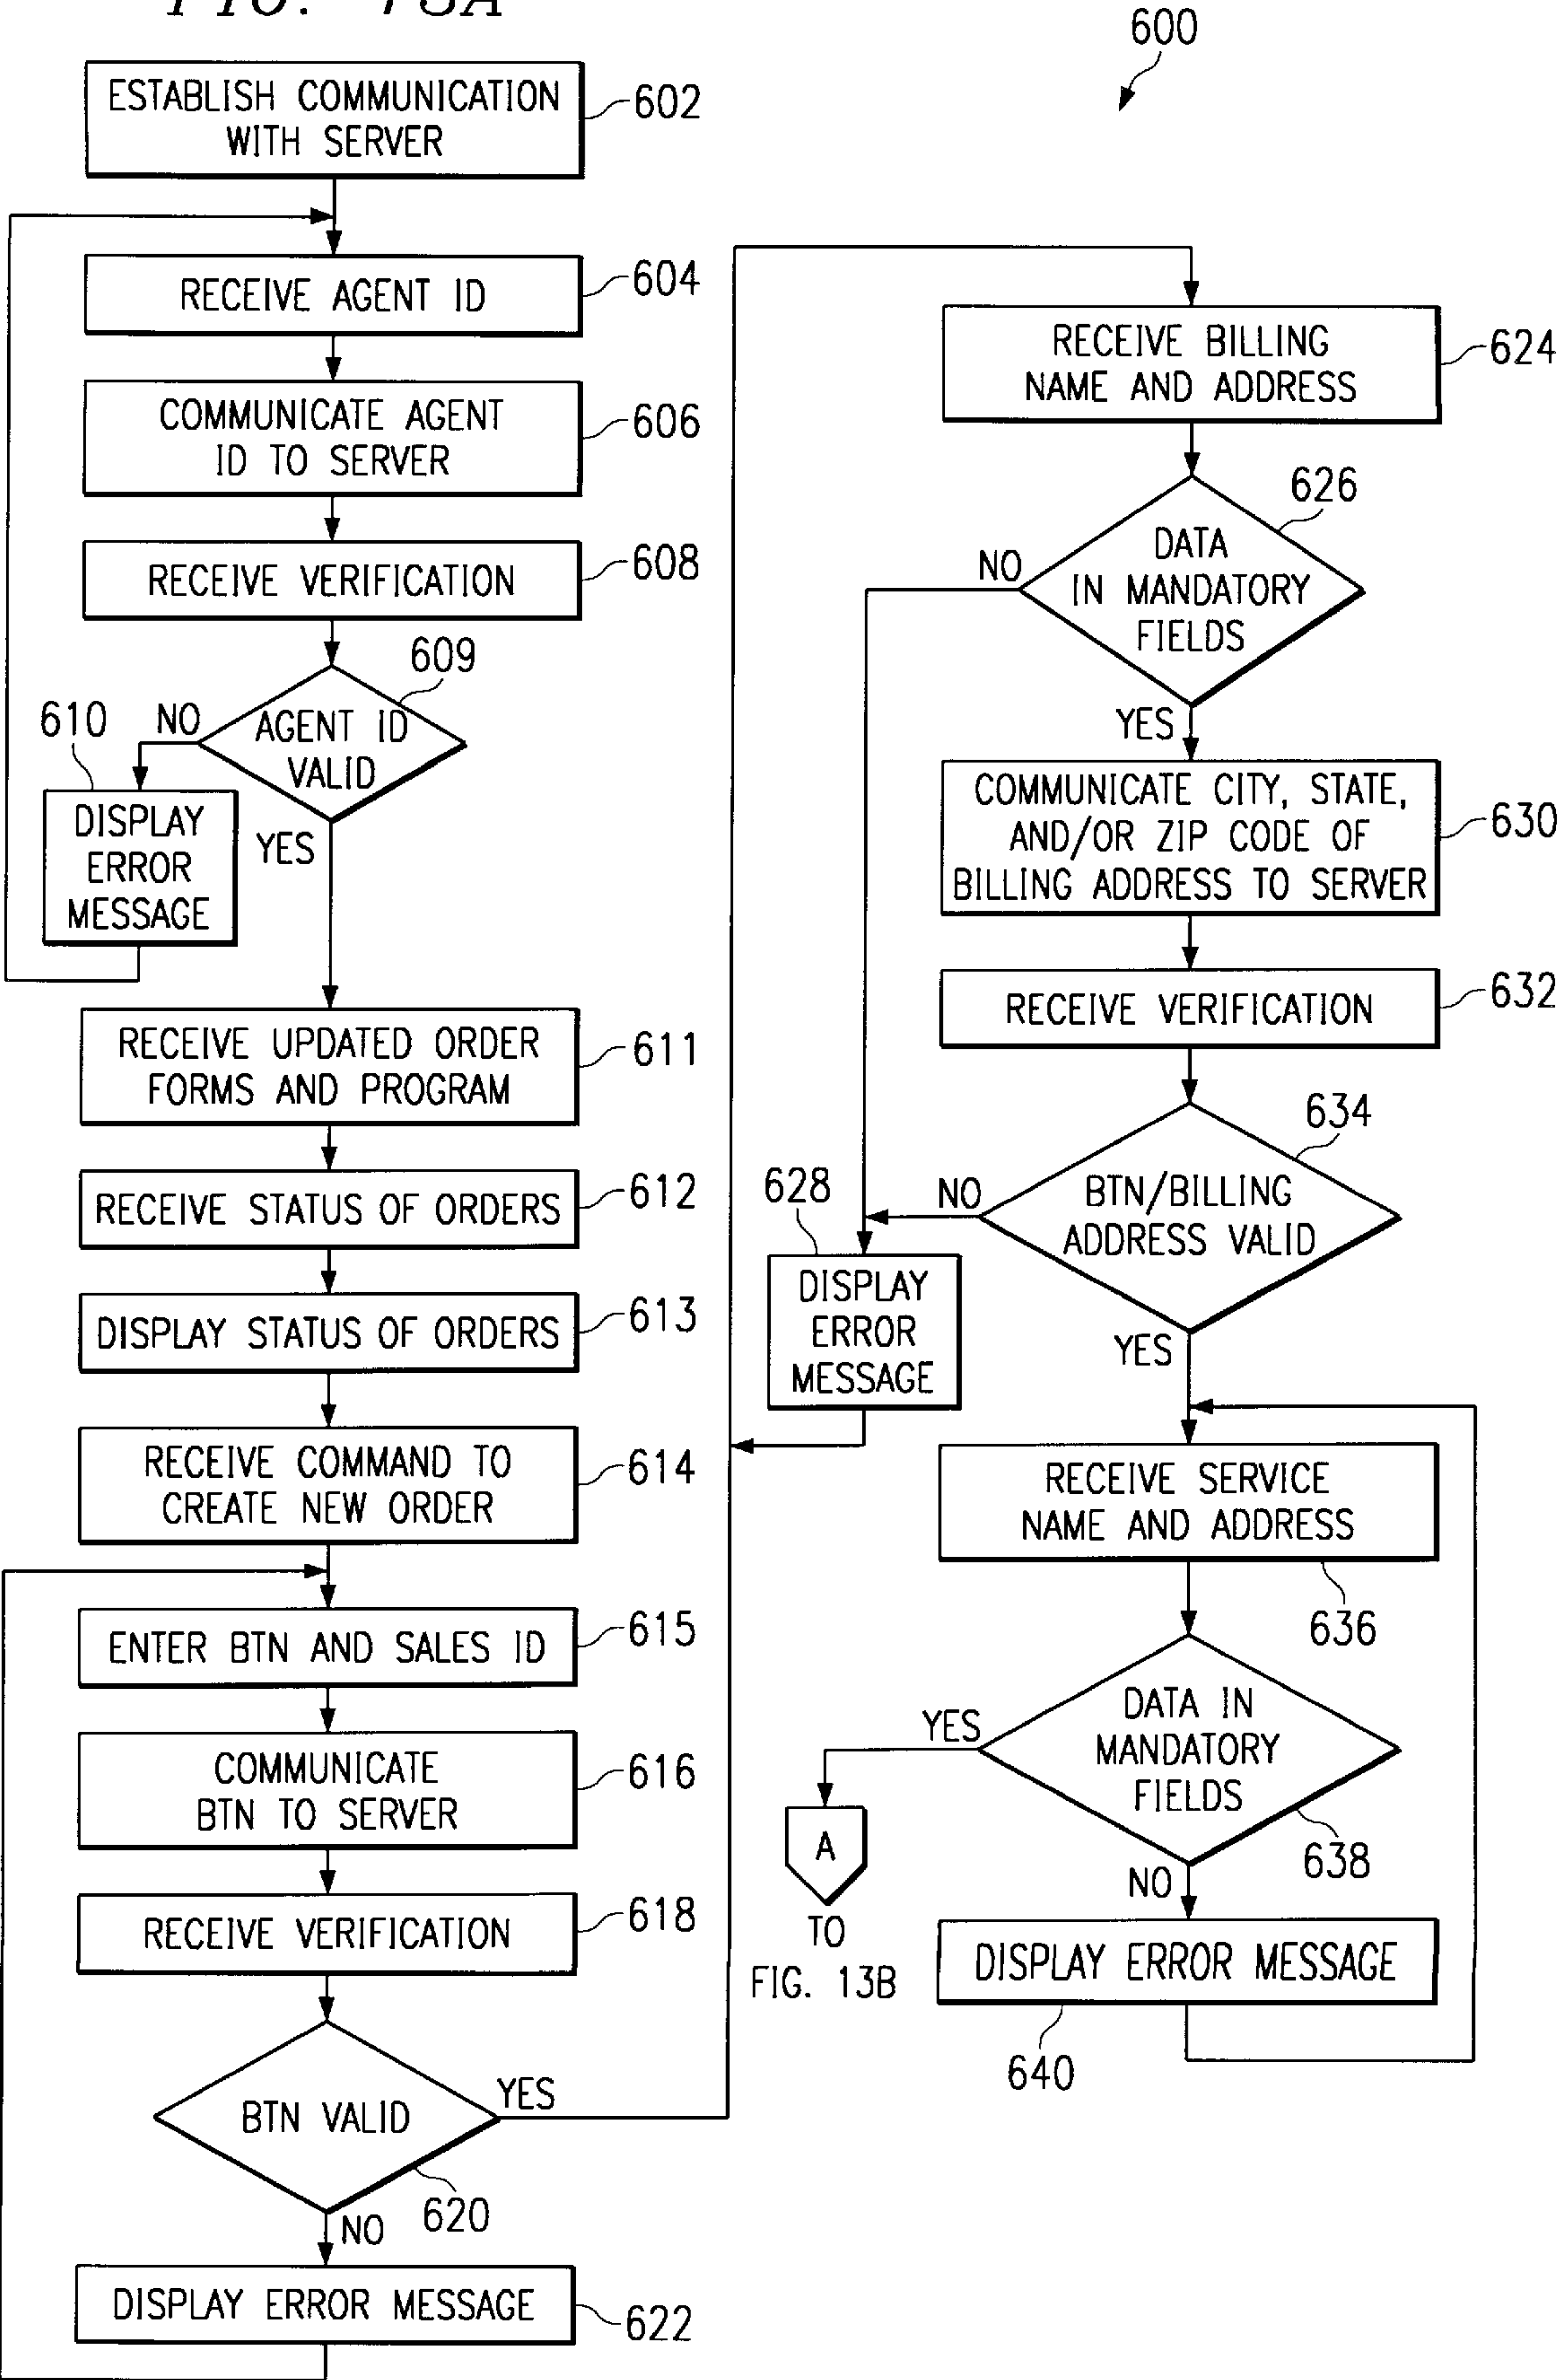 FIG. 13A
600
ESTABLISH COMMUNICATION
WITH SERVER
602
RECEIVE AGENT ID
604
COMMUNICATE AGENT
ID TO SERVER
606
RECEIVE VERIFICATION
608
609
AGENT ID
VALID
NO
610
DISPLAY
ERROR
MESSAGE
YES
RECEIVE UPDATED ORDER
FORMS AND PROGRAM
611
RECEIVE STATUS OF ORDERS
612
DISPLAY STATUS OF ORDERS
613
RECEIVE COMMAND TO
CREATE NEW ORDER
614
ENTER BTN AND SALES ID
615
COMMUNICATE
BTN TO SERVER
616
RECEIVE VERIFICATION
618
BTN VALID
YES
620
NO
DISPLAY ERROR MESSAGE
622
RECEIVE BILLING
NAME AND ADDRESS
624
626
DATA
IN MANDATORY
FIELDS
NO
YES
COMMUNICATE CITY, STATE,
AND/OR ZIP CODE OF
BILLING ADDRESS TO SERVER
630
RECEIVE VERIFICATION
632
634
BTN/BILLING
ADDRESS VALID
NO
628
DISPLAY
ERROR
MESSAGE
YES
RECEIVE SERVICE
NAME AND ADDRESS
636
DATA IN
MANDATORY
FIELDS
YES
638
A
TO
FIG. 13B
NO
DISPLAY ERROR MESSAGE
640